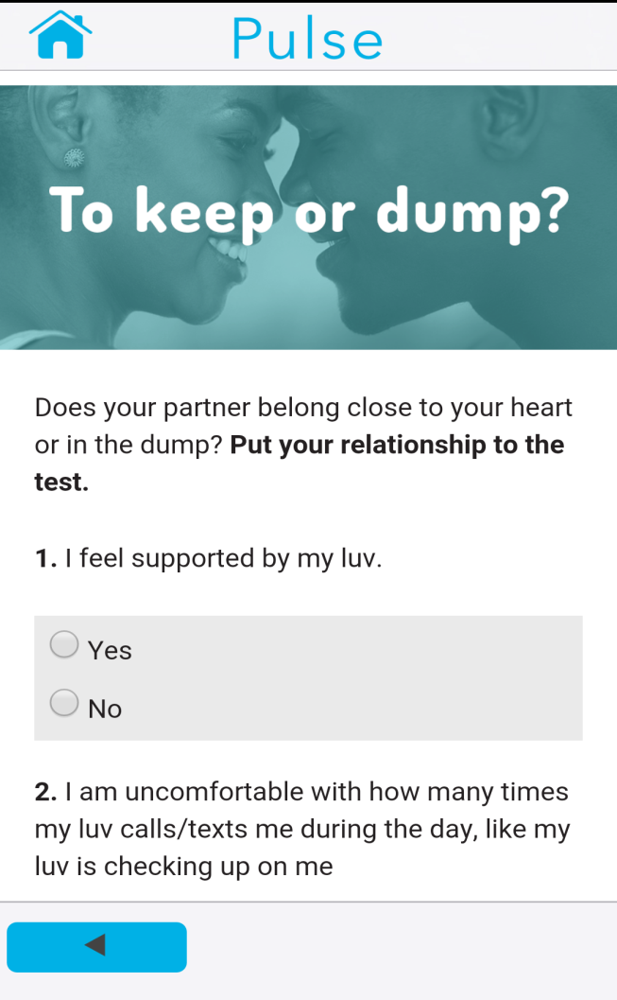 Pulse
To keep or dump?
Does your partner belong close to your heart
or in the dump? Put your relationship to the
test.
1. I feel supported by my luv.
Yes
No
2. I am uncomfortable with how many times
my luv calls/texts me during the day, like my
luv is checking up on me